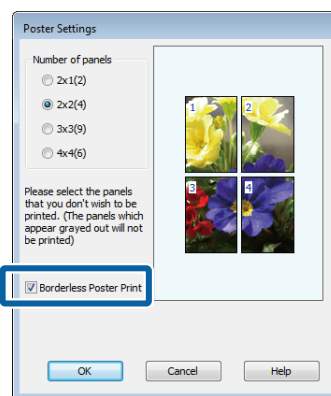 Poster Settings
Number of panels
2x1(2)
2x2(4)
3x3(9)
4x4(6)
1
2
3
4
Please select the panels
that you don't wish to be
printed. (The panels which
appear grayed out will not
be printed)
Borderless Poster Print
OK
Cancel
Help